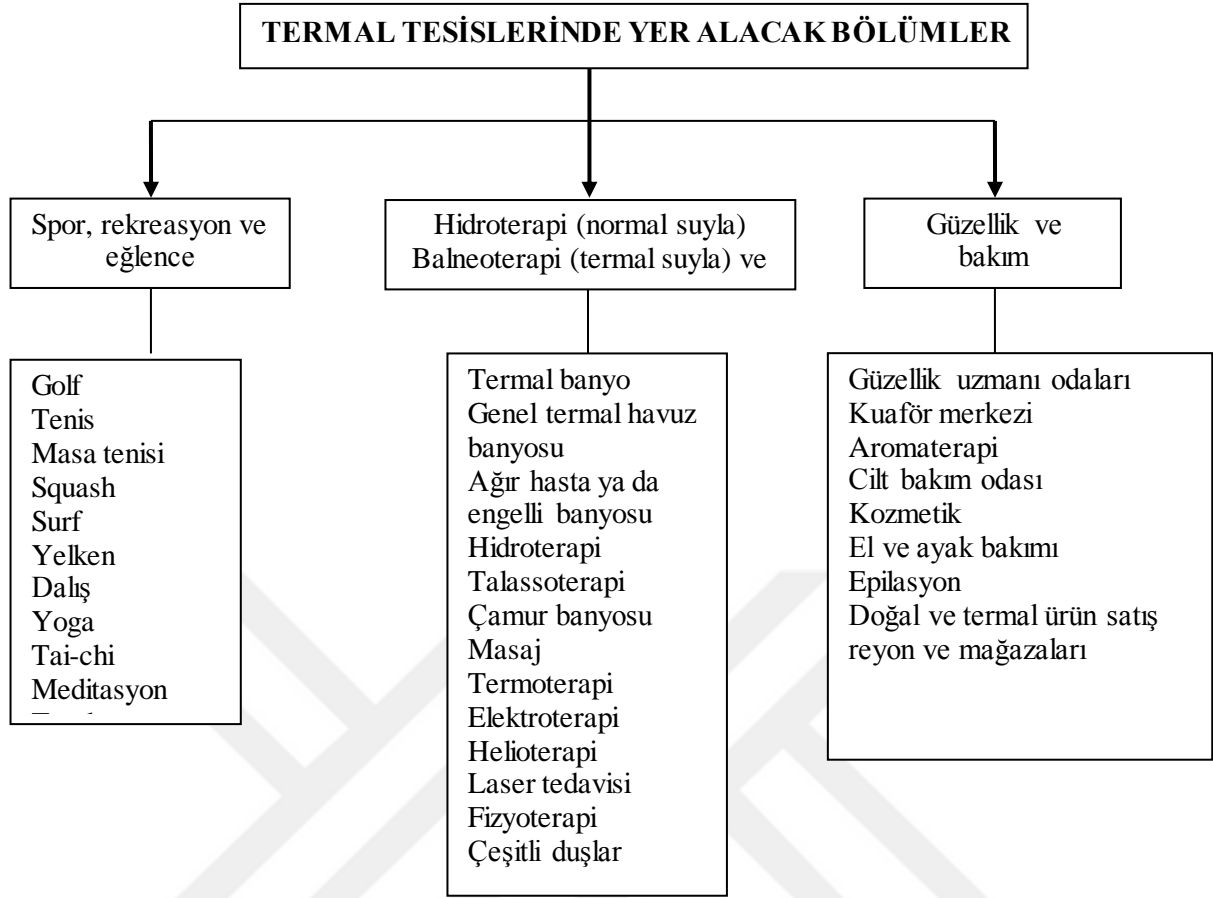 TERMAL TESİSLERİNDE YER ALACAK BÖLÜMLER
Spor, rekreasyon ve
eğlence
Hidroterapi (normal suyla)
Balneoterapi (termal suyla) ve
Güzellik ve
bakım
Golf
Tenis
Masa tenisi
Squash
Surf
Yelken
Dalış
Yoga
Tai-chi
Meditasyon
Termal banyo
Genel termal havuz
banyosu
Ağır hasta ya da
engelli banyosu
Hidroterapi
Talassoterapi
Çamur banyosu
Masaj
Termoterapi
Elektroterapi
Helioterapi
Laser tedavisi
Fizyoterapi
Çeşitli duşlar
Güzellik uzmanı odaları
Kuaför merkezi
Aromaterapi
Cilt bakım odası
Kozmetik
El ve ayak bakımı
Epilasyon
Doğal ve termal ürün satış
reyon ve mağazaları